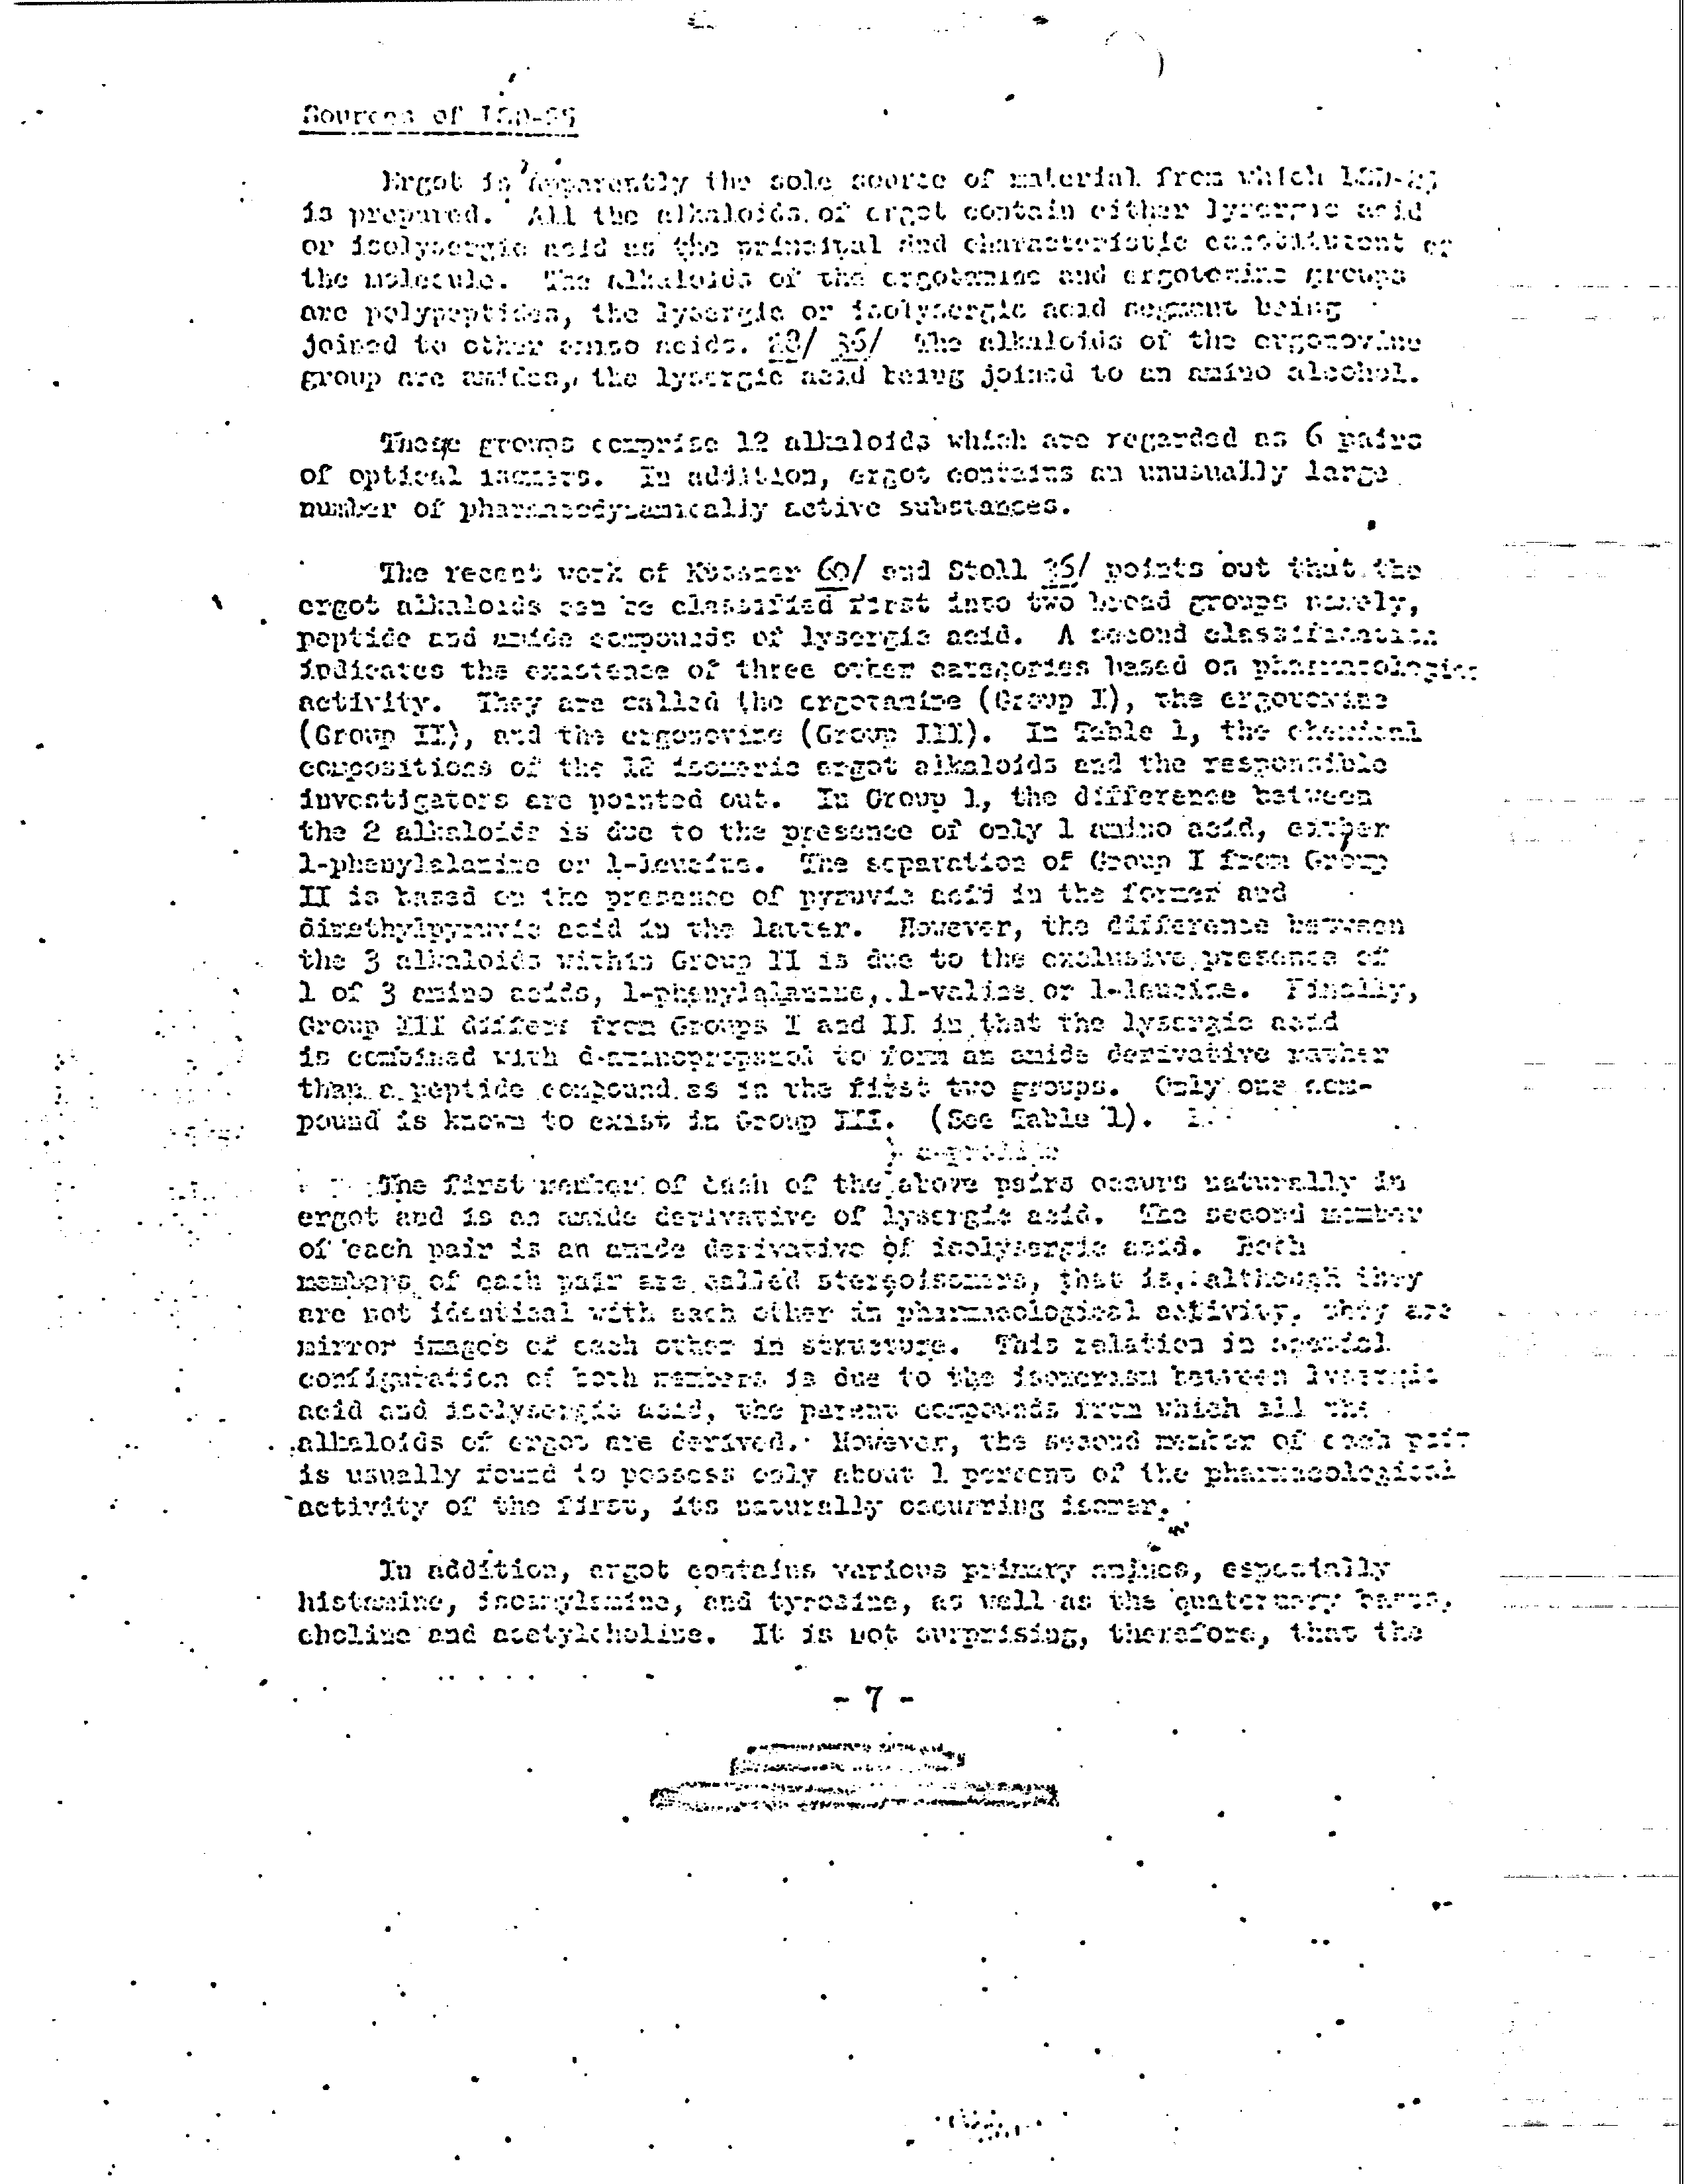 Sources of LSD-25
Ergot is apparently the sole source of material from which LSD-25
is prepared. All the alkaloids of ergot contain either lysergic acid
or isolysergic acid as the principal and characteristic constitutent of
the molecule. The alkaloids of the ergotamine and ergotoxine groups
are polypeptides, the lysergic or isolysergic acid segment being
joined to other amino acids. 28/ 36/ The alkaloids of the ergonovine
group are amides, the lysergic acid being joined to an amino alcohol.
These groups comprise 12 alkaloids which are regarded as 6 pairs
of optical isomers. In addition, ergot contains an unusually large
number of pharmacodynamically active substances.
The recent work of 60/ and Stoll 36/ points out that the
ergot alkaloids can be classified first into two broad groups namely,
peptide and amide compounds of lysergic acid. A second classification
indicates the existence of three other categories based on pharmacologic
activity. They are called the ergotamine (Group I), the ergotoxine
(Group II), and the ergonovine (Group III). In Table 1, the chemical
compositions of the 12 isomeric ergot alkaloids and the responsible
investigators are pointed out. In Group 1, the difference between
the 2 alkaloids is due to the presence of only 1 amino acid, either
l-phenylalanine or l-leucine. The separation of Group I from Group
II is based on the presence of pyruvic acid in the former and
dimethylpyruvic acid in the latter. However, the difference between
the 3 alkaloids within Group II is due to the exclusive presence of
1 of 3 amino acids, l-phenylalanine, l-valine or l-leucine. Finally,
Group III differs from Groups I and II in that the lysergic acid
is combined with d-aminopropanol to form an amide derivative rather
than a peptide compound as in the first two groups. Only one com-
pound is known to exist in Group III. (See Table 1).
The first member of each of the above pairs occurs naturally in
ergot and is an amide derivative of lysergic acid. The second member
of each pair is an amide derivative of isolysergic acid. Both
members of each pair are called stereoisomers, that is, although they
are not identical with each other in pharmacological activity, they are
mirror images of each other in structure. This relation in spatial
configuration of both members is due to the isomerism between lysergic
acid and isolysergic acid, the parent compounds from which all the
alkaloids of ergot are derived. However, the second member of each pair
is usually found to possess only about 1 percent of the pharmacological
activity of the first, its naturally occurring isomer.
In addition, ergot contains various primary amines, especially
histamine, isoamylamine, and tyrosine, as well as the quaternary bases,
choline and acetylcholine. It is not surprising, therefore, that the
- 7 -